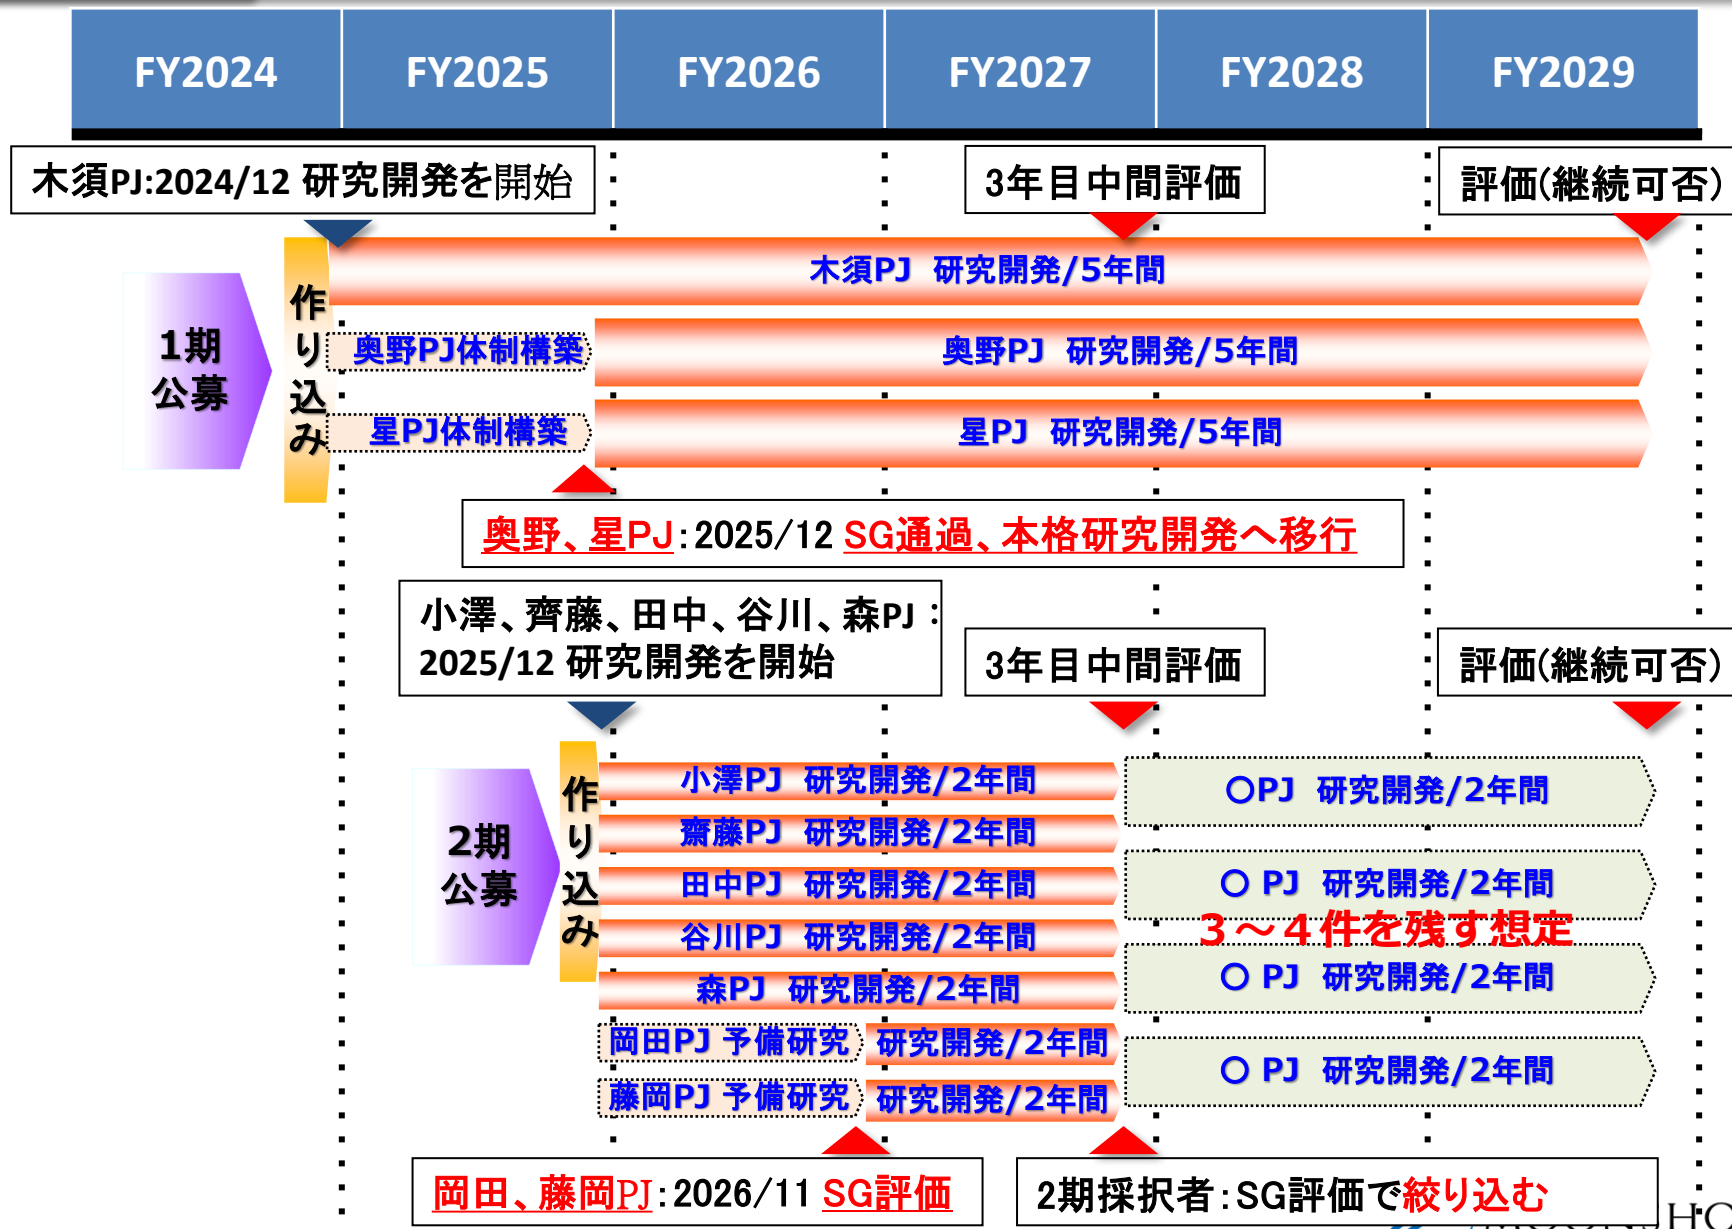 FY2024
FY2025
FY2026
FY2027
FY2028
FY2029
木須PJ:2024/12 研究開発を開始
3年目中間評価
評価(継続可否)
1期
公募
作り込み
木須PJ 研究開発/5年間
奥野PJ体制構築
奥野PJ 研究開発/5年間
星PJ体制構築
星PJ 研究開発/5年間
奥野、星PJ:2025/12 SG通過、本格研究開発へ移行
小澤、齊藤、田中、谷川、森PJ:
2025/12 研究開発を開始
3年目中間評価
評価(継続可否)
2期
公募
作り込み
小澤PJ 研究開発/2年間
齋藤PJ 研究開発/2年間
田中PJ 研究開発/2年間
谷川PJ 研究開発/2年間
森PJ 研究開発/2年間
岡田PJ 予備研究
研究開発/2年間
藤岡PJ 予備研究
研究開発/2年間
〇PJ 研究開発/2年間
〇 PJ 研究開発/2年間
3～4件を残す想定
〇 PJ 研究開発/2年間
〇 PJ 研究開発/2年間
岡田、藤岡PJ:2026/11 SG評価
2期採択者:SG評価で絞り込む